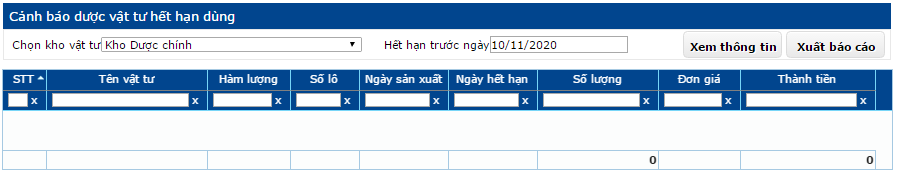 Cảnh báo dược vật tư hết hạn dùng
Chọn kho vật tư Kho Dược chính Hết hạn trước ngày 10/11/2020 Xem thông tin Xuất báo cáo
STT Tên vật tư Hàm lượng Số lô Ngày sản xuất Ngày hết hạn Số lượng Đơn giá Thành tiền
x x x x x x x x x
0 0